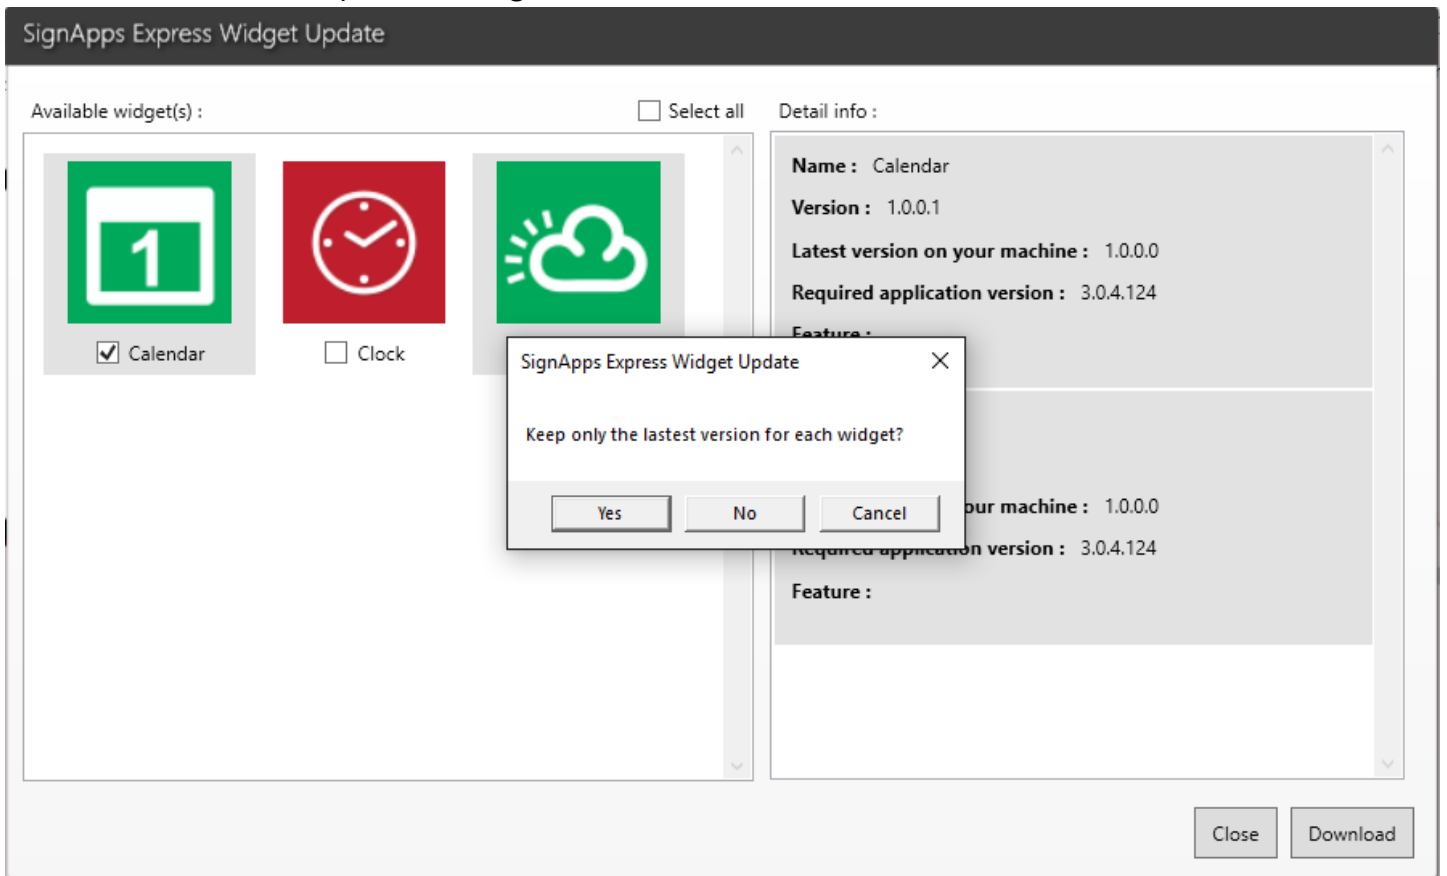 SignApps Express Widget Update
Available widget(s) :
Select all
1
Calendar
Clock
Detail info :
Name : Calendar
Version : 1.0.0.1
Latest version on your machine : 1.0.0.0
Required application version : 3.0.4.124
Feature :
SignApps Express Widget Update
Keep only the lastest version for each widget?
Yes
No
Cancel
our machine : 1.0.0.0
Required application version : 3.0.4.124
Feature :
Close
Download